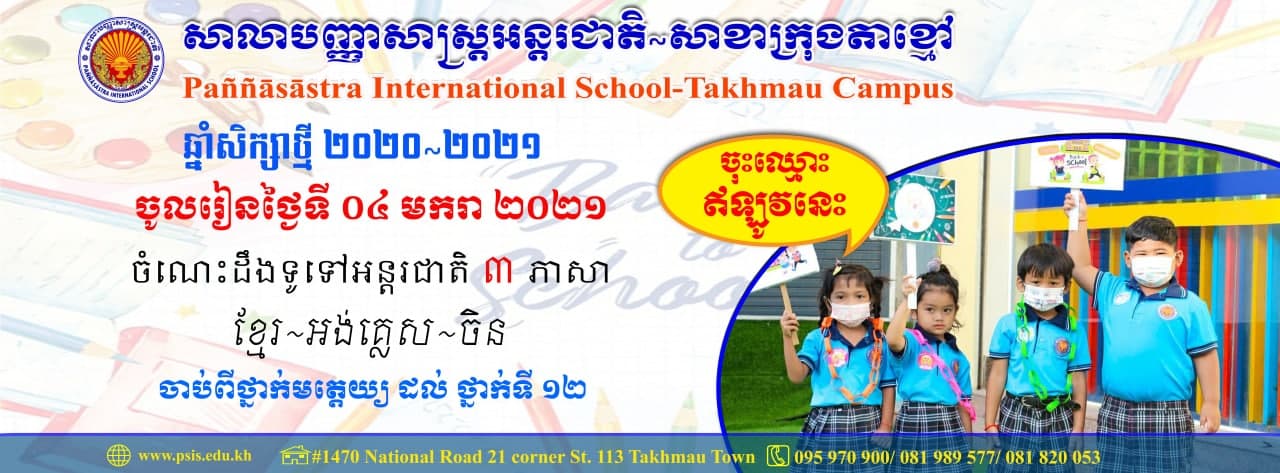 សាលាបញ្ញាសាស្ត្រអន្តរជាតិ~សាខាក្រុងតាខ្មៅ
Paññāsāstra International School-Takhmau Campus
ឆ្នាំសិក្សាថ្មី ២០២០~២០២១
ចូលរៀនថ្ងៃទី ០៤ មករា ២០២១
ចំណេះដឹងទូទៅអន្តរជាតិ ៣ ភាសា
ខ្មែរ~អង់គ្លេស~ចិន
ចាប់ពីថ្នាក់មត្តេយ្យ ដល់ ថ្នាក់ទី ១២
ចុះឈ្មោះ
ឥឡូវនេះ
Back
to
School
www.psis.edu.kh
#1470 National Road 21 corner St. 113 Takhmau Town
095 970 900/ 081 989 577/ 081 820 053